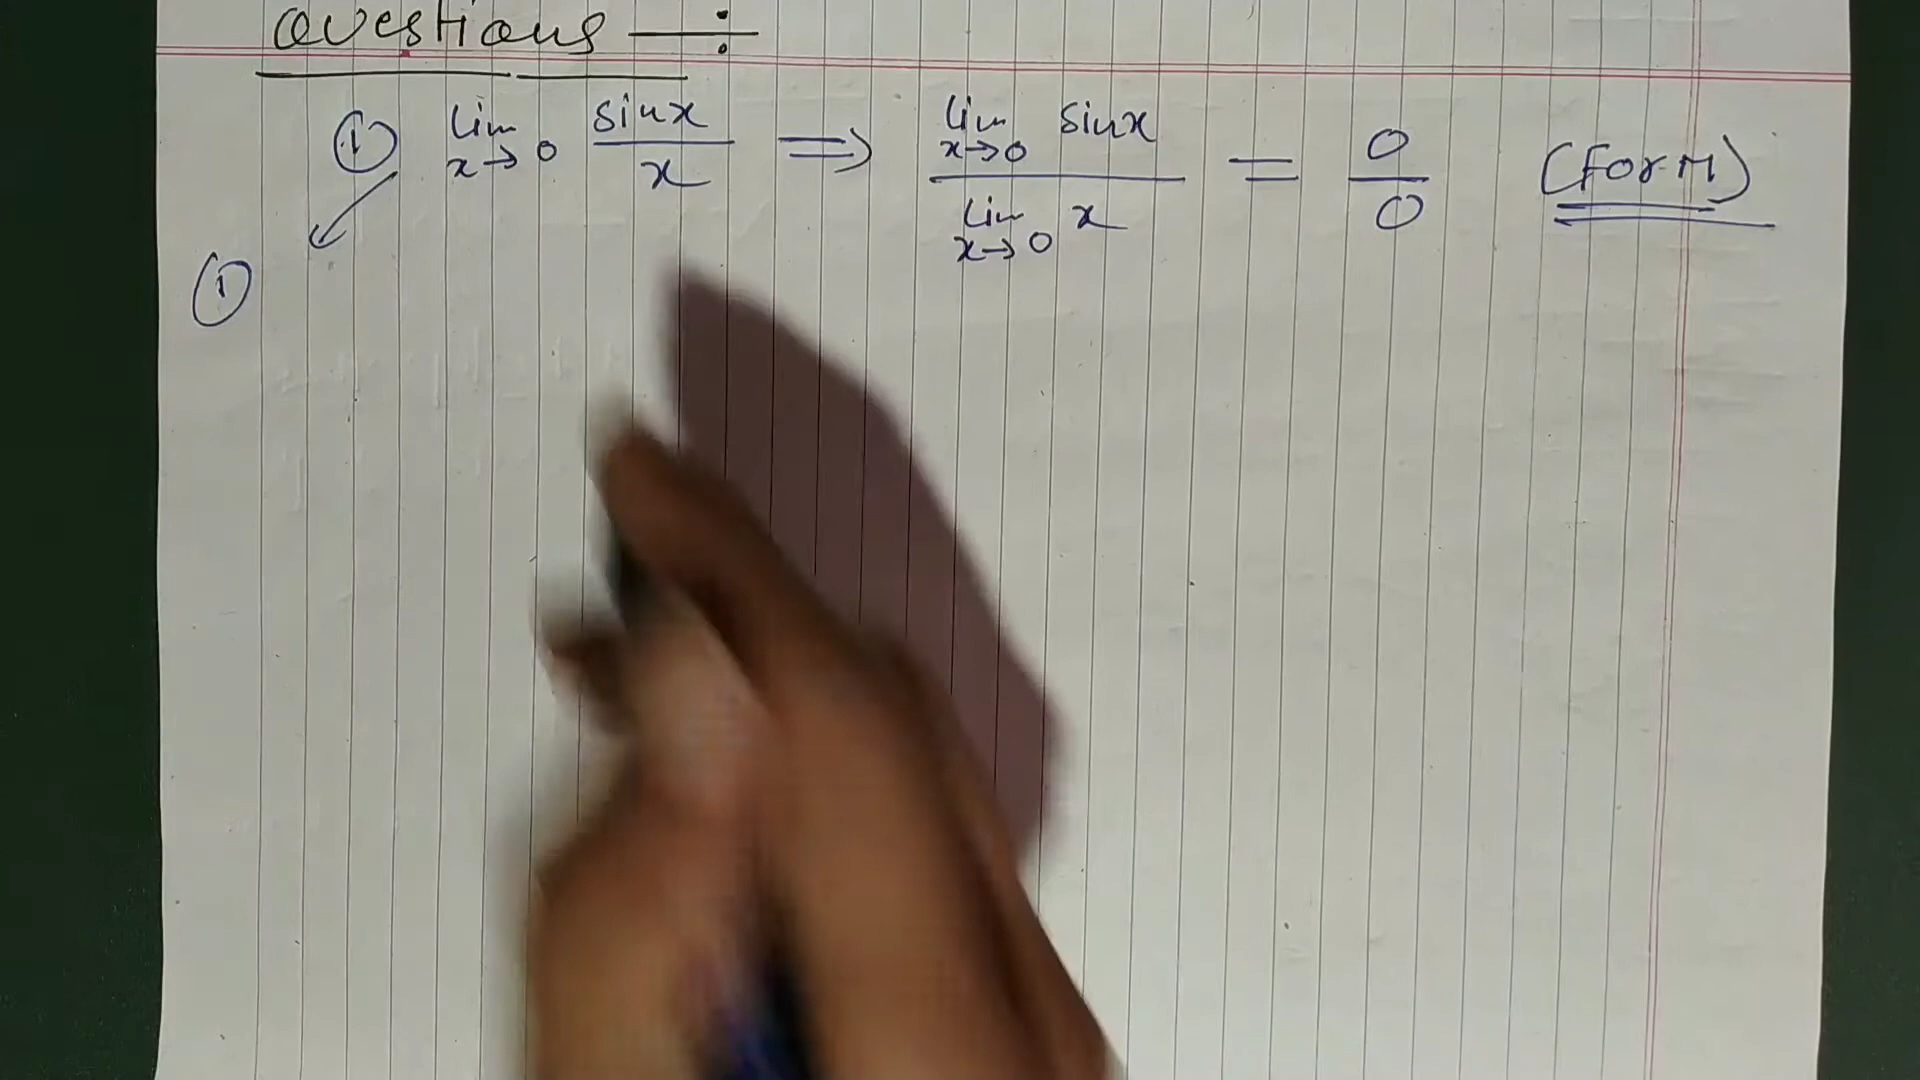 Questions ÷
① lim x→0 sinx/x ⇒ lim x→0 sinx / lim x→0 x = 0/0 (ForM)
①